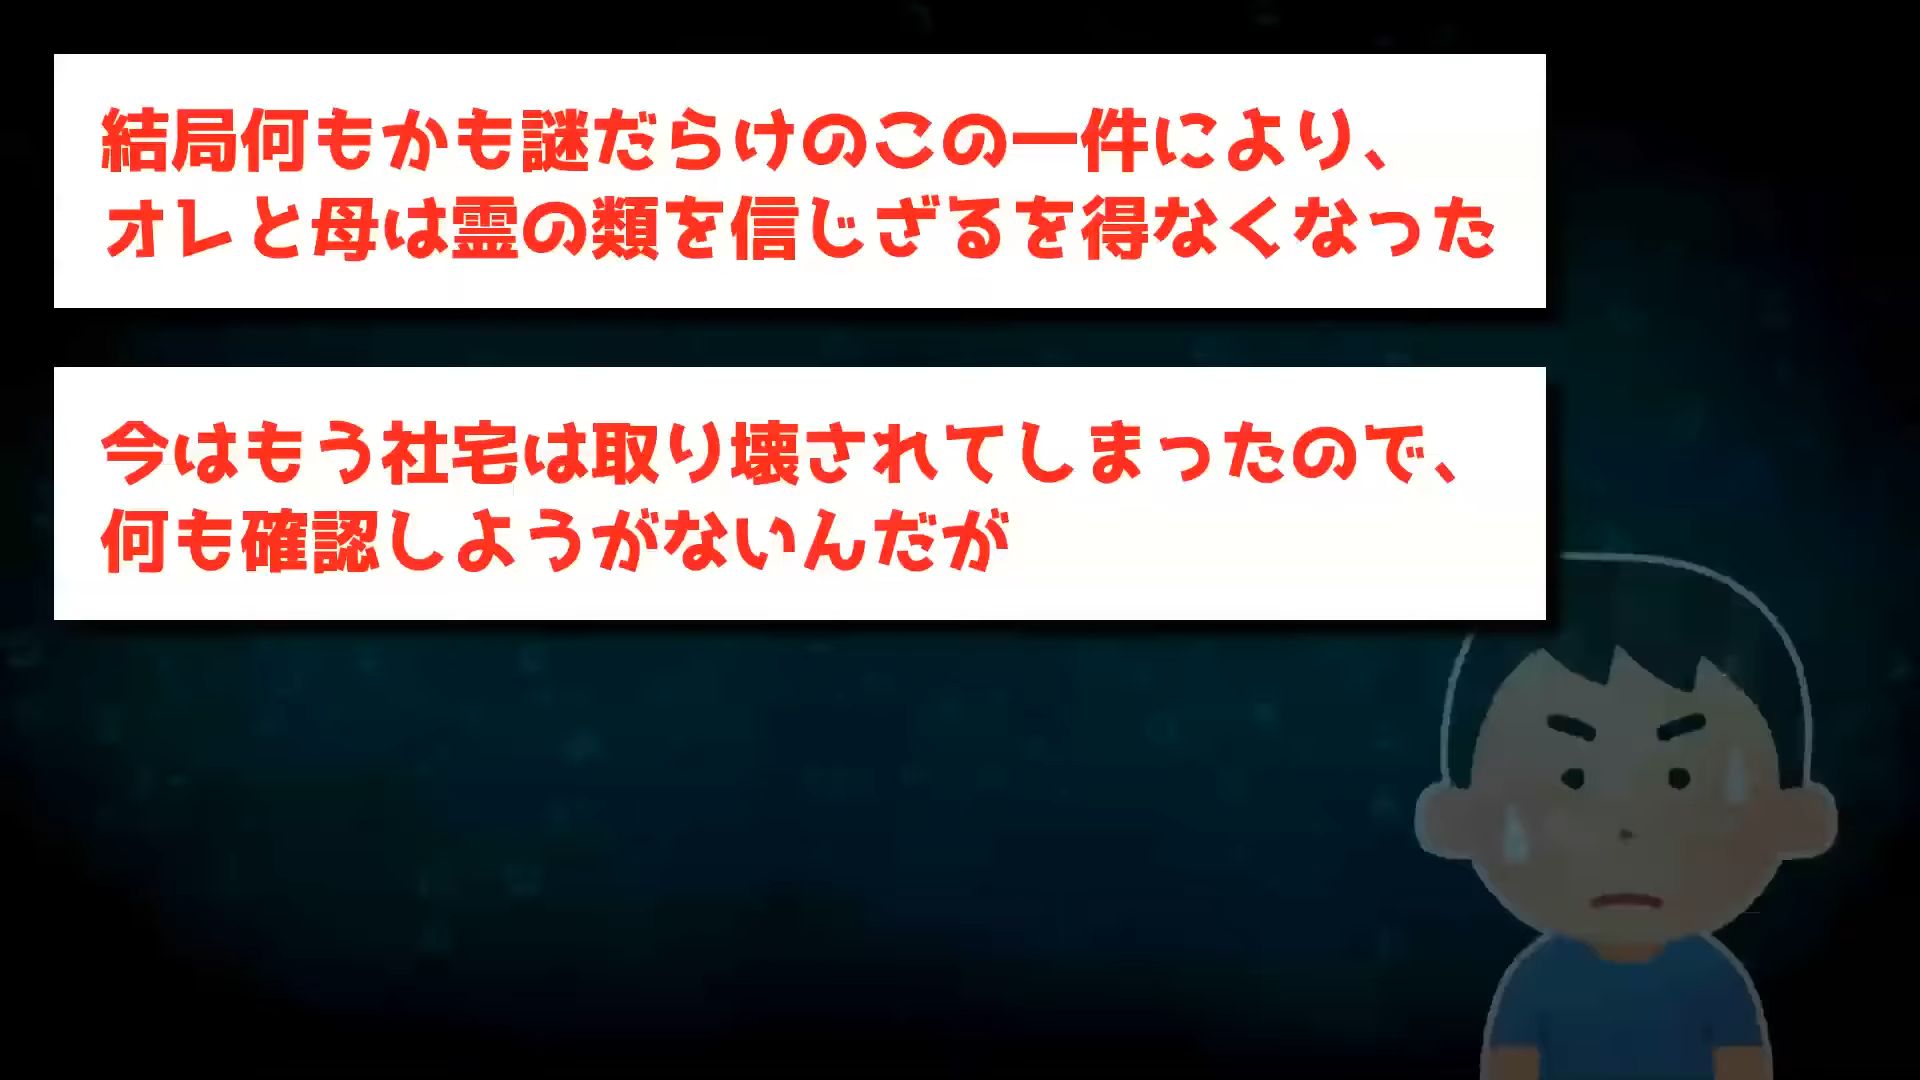 結局何もかも謎だらけのこの一件により、
オレと母は霊の類を信じざるを得なくなった
今はもう社宅は取り壊されてしまったので、
何も確認しようがないんだが